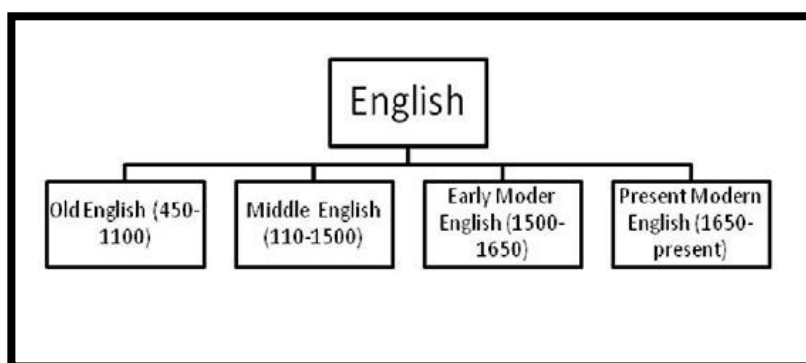 English
Old English (450-
1100)
Middle English
(110-1500)
Early Moder
English (1500-
1650)
Present Modern
English (1650-
present)